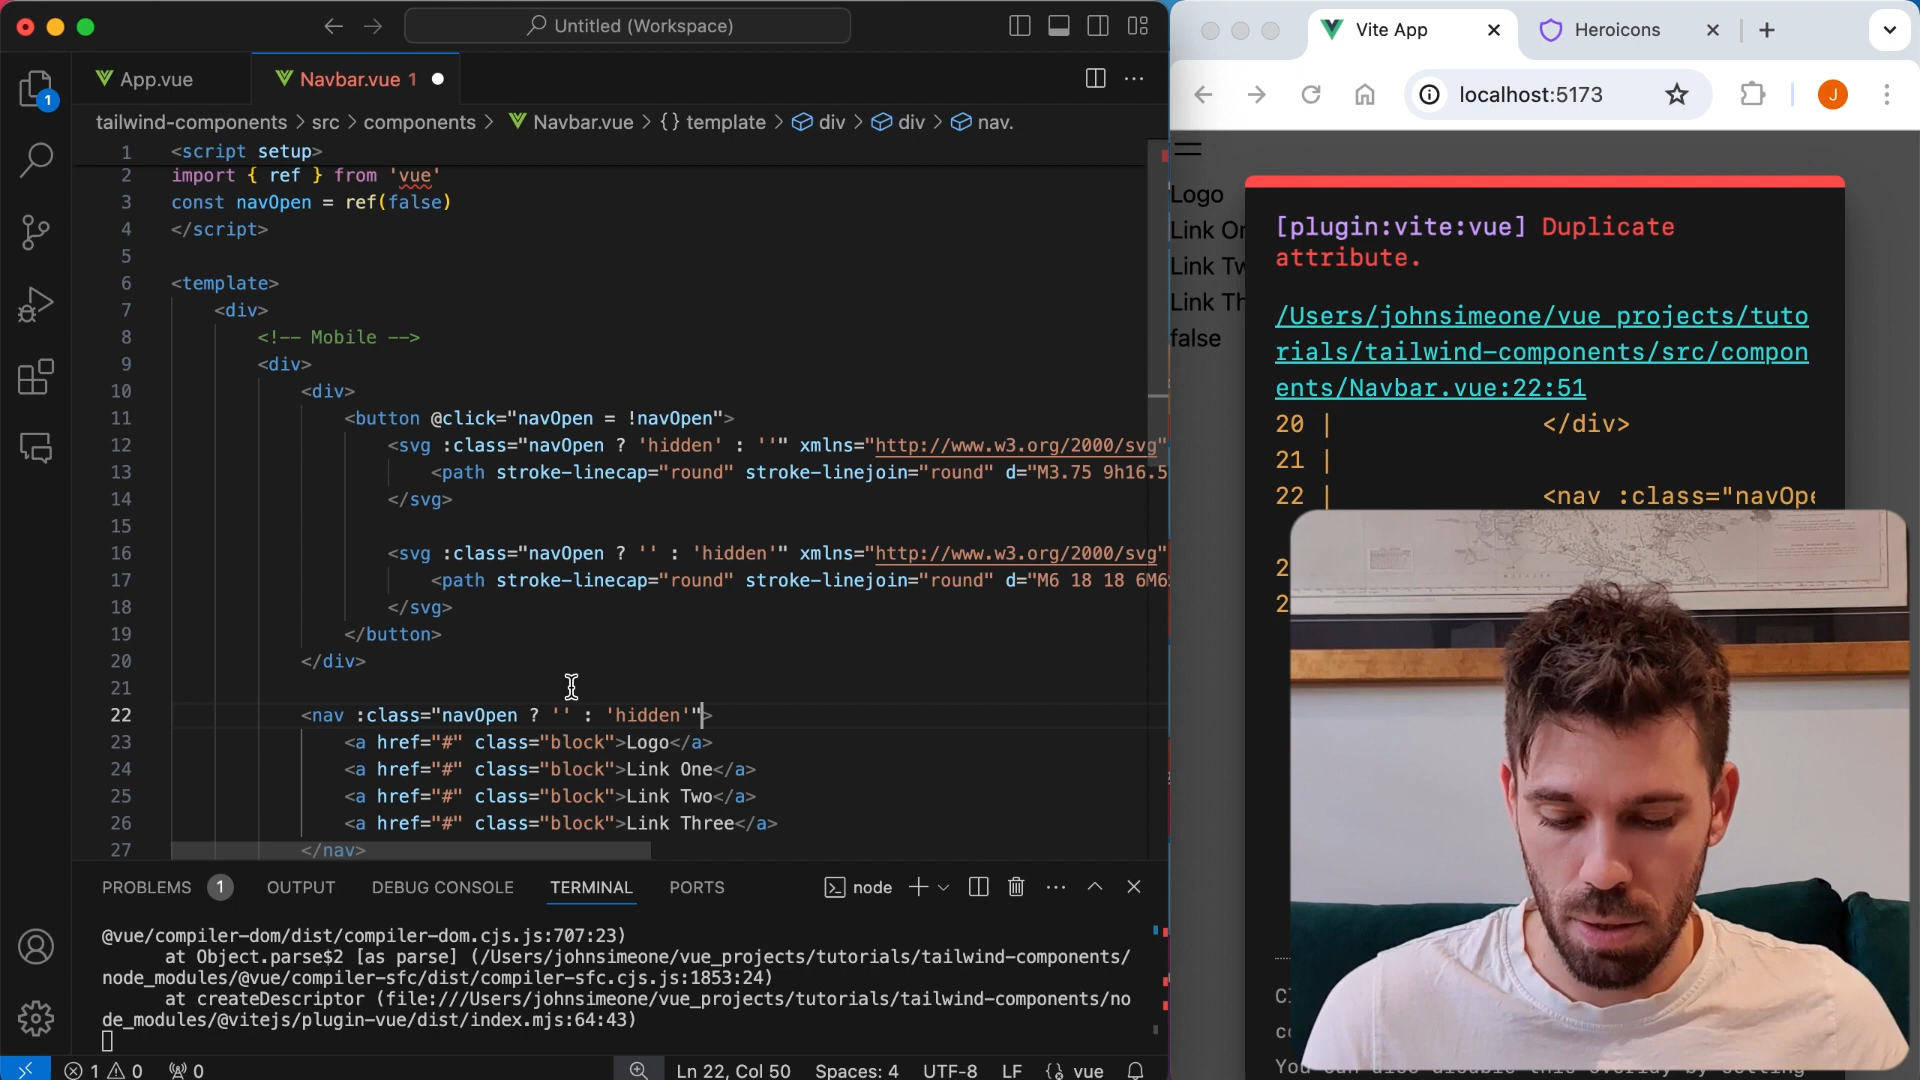 Untitled (Workspace)
App.vue
Navbar.vue 1
tailwind-components > src > components > Navbar.vue > {} template > div > div > nav.
1 <script setup>
2 import { ref } from 'vue'
3 const navOpen = ref(false)
4 </script>
5
6 <template>
7 <div>
8 <!-- Mobile -->
9 <div>
10 <div>
11 <button @click="navOpen = !navOpen">
12 <svg :class="navOpen ? 'hidden' : ''" xmlns="http://www.w3.org/2000/svg"
13 <path stroke-linecap="round" stroke-linejoin="round" d="M3.75 9h16.5
14 </svg>
15
16 <svg :class="navOpen ? '' : 'hidden'" xmlns="http://www.w3.org/2000/svg"
17 <path stroke-linecap="round" stroke-linejoin="round" d="M6 18 18 6M6
18 </svg>
19 </button>
20 </div>
21
22 <nav :class="navOpen ? '' : 'hidden'">
23 <a href="#" class="block">Logo</a>
24 <a href="#" class="block">Link One</a>
25 <a href="#" class="block">Link Two</a>
26 <a href="#" class="block">Link Three</a>
27 </nav>
PROBLEMS 1 OUTPUT DEBUG CONSOLE TERMINAL PORTS node
@vue/compiler-dom/dist/compiler-dom.cjs.js:707:23)
at Object.parse$2 [as parse] (/Users/johnsimeone/vue_projects/tutorials/tailwind-components/
node_modules/@vue/compiler-sfc/dist/compiler-sfc.cjs.js:1853:24)
at createDescriptor (file:///Users/johnsimeone/vue_projects/tutorials/tailwind-components/no
de_modules/@vitejs/plugin-vue/dist/index.mjs:64:43)
1 0 0 Ln 22, Col 50 Spaces: 4 UTF-8 LF vue
1
Vite App
Heroicons
localhost:5173
J
Logo
Link On
Link Tw
Link Th
false
[plugin:vite:vue] Duplicate
attribute.
/Users/johnsimeone/vue_projects/tuto
rials/tailwind-components/src/compon
ents/Navbar.vue:22:51
20 | </div>
21 |
22 | <nav :class="navOpe
2
2